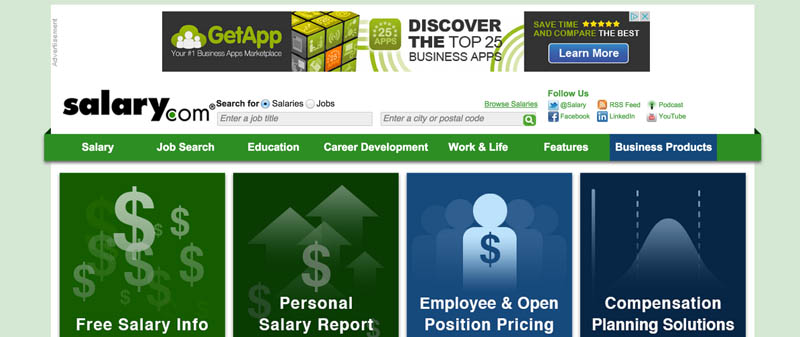 Advertisement
GetApp
Your #1 Business Apps Marketplace
25
APPS
DISCOVER
THE TOP 25
BUSINESS APPS
SAVE TIME
AND COMPARE THE BEST
Learn More
salary.com®
Search for Salaries Jobs
Enter a job title
Enter a city or postal code
Browse Salaries
Follow Us
@Salary RSS Feed Podcast
Facebook LinkedIn YouTube
Salary Job Search Education Career Development Work & Life Features Business Products
$ $ $ $ $ $ $ $
Free Salary Info
$ $
Personal
Salary Report
$
Employee & Open
Position Pricing
Compensation
Planning Solutions